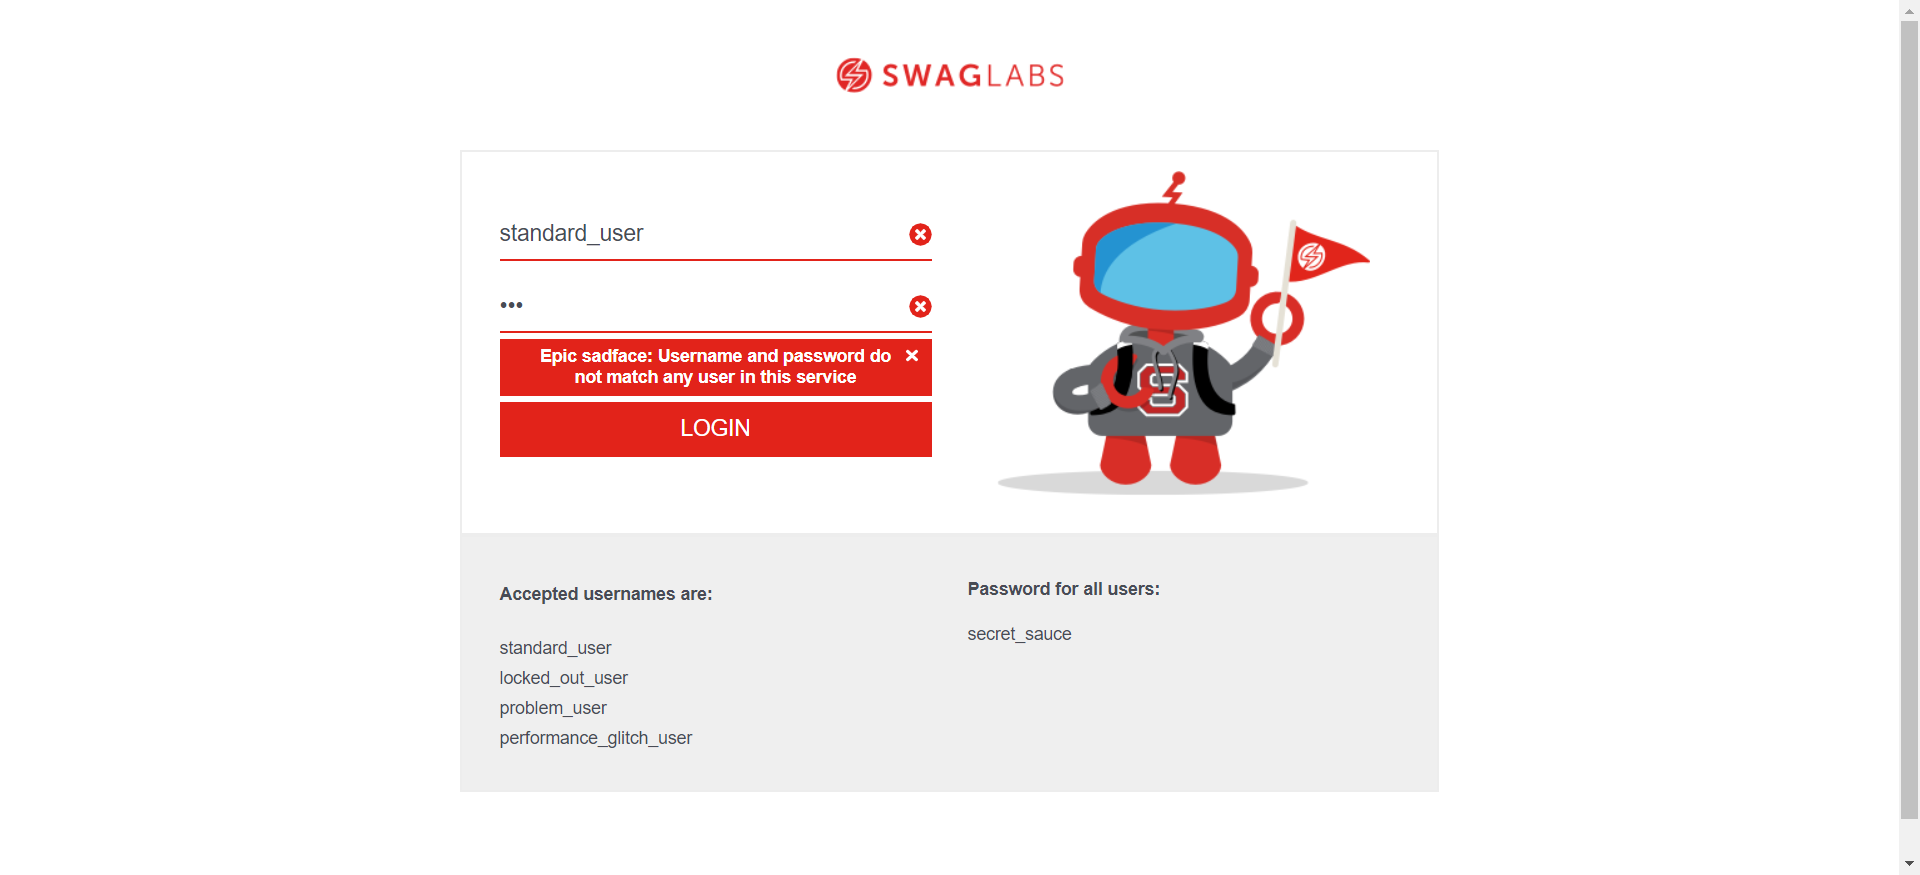 SWAGLABS
standard_user
•••
Epic sadface: Username and password do
not match any user in this service
LOGIN
S
Accepted usernames are:
standard_user
locked_out_user
problem_user
performance_glitch_user
Password for all users:
secret_sauce